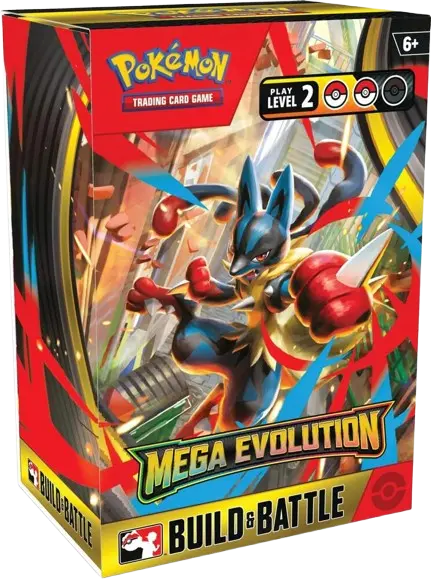 POKÉMON
TRADING CARD GAME
6+
PLAY
LEVEL 2
MEGA EVOLUTION
BUILD & BATTLE
BUILD & BATTLE